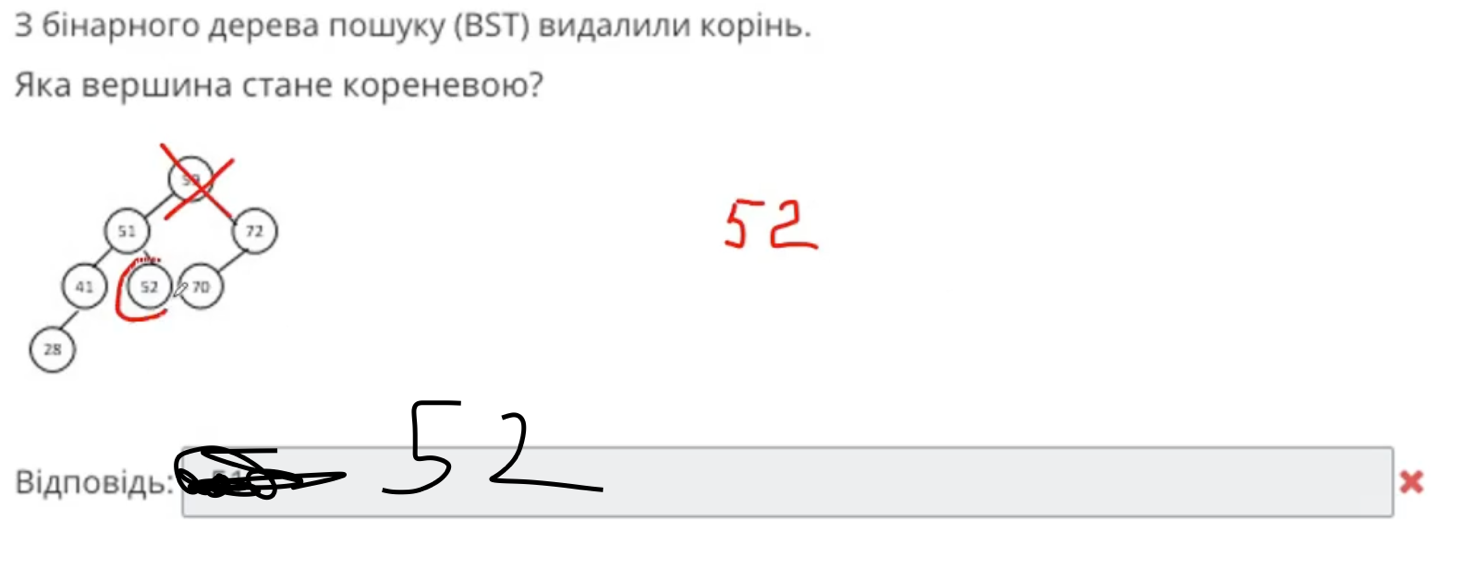 З бінарного дерева пошуку (BST) видалили корінь.
Яка вершина стане кореневою?
51
72
52
41
52
70
28
52
Відповідь: